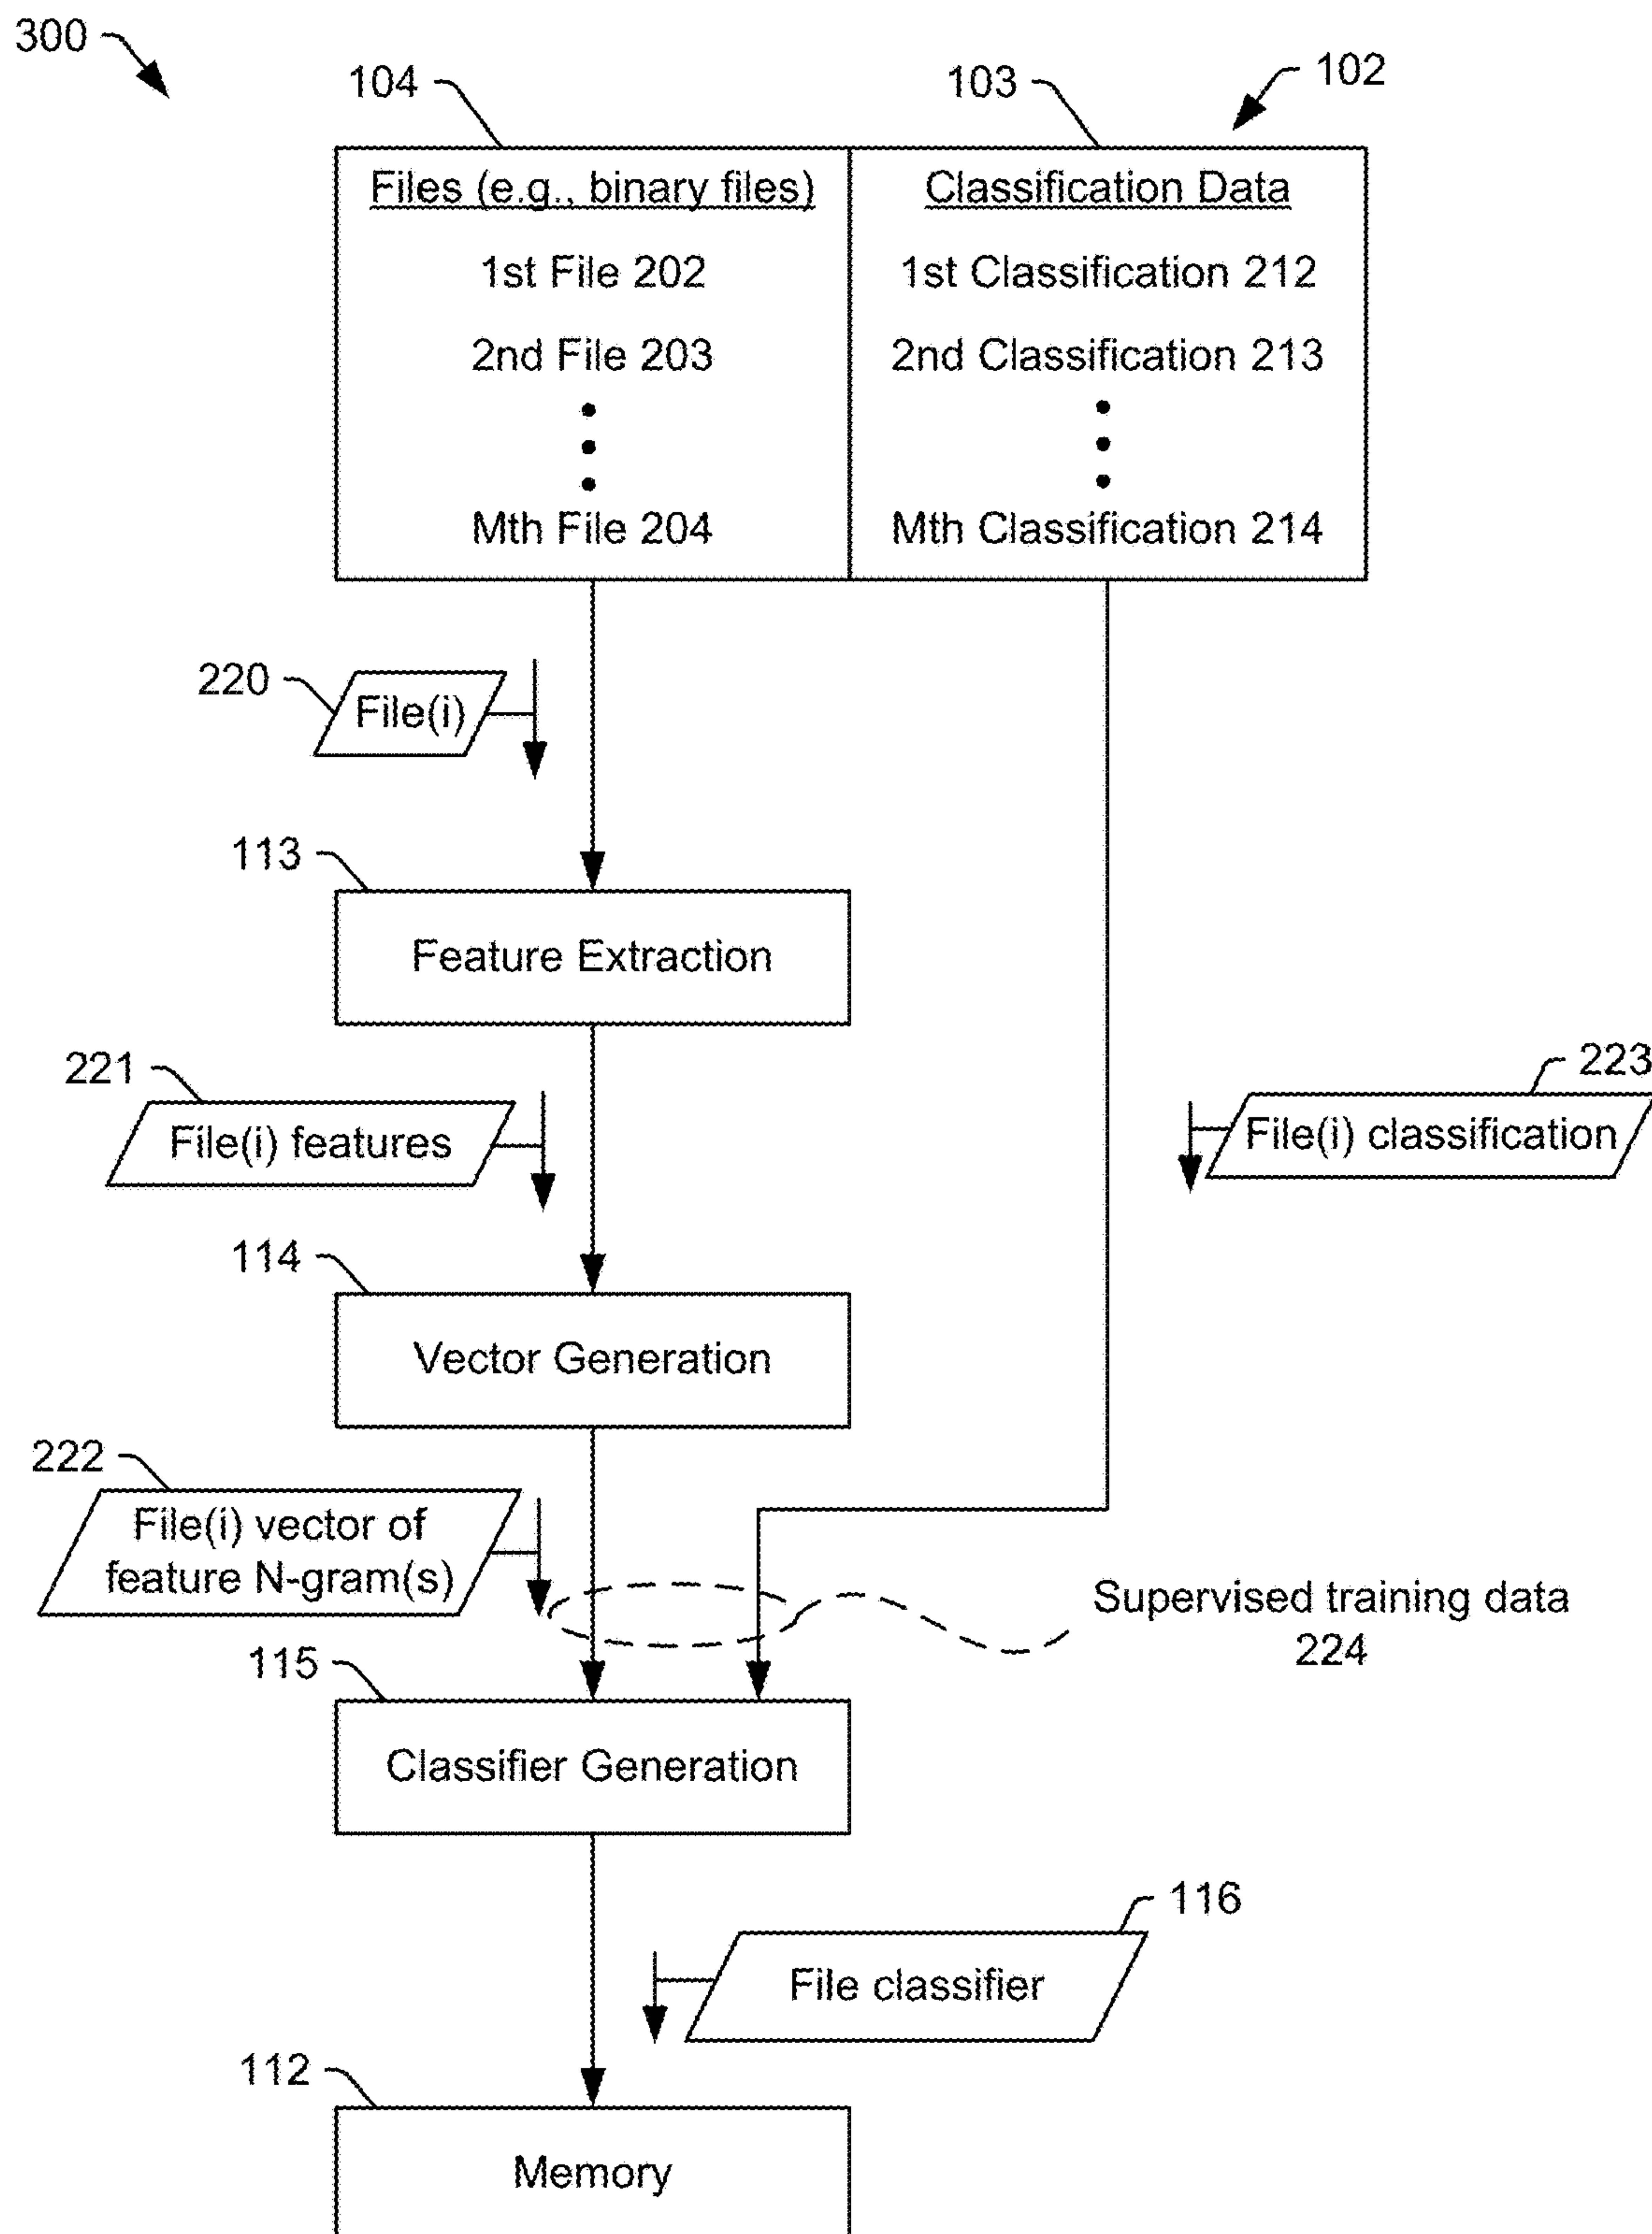 300
104
103
102
Files (e.g., binary files)
Classification Data
1st File 202
1st Classification 212
2nd File 203
2nd Classification 213
Mth File 204
Mth Classification 214
220
File(i)
113
Feature Extraction
221
File(i) features
223
File(i) classification
114
Vector Generation
222
File(i) vector of
feature N-gram(s)
Supervised training data
224
115
Classifier Generation
116
File classifier
112
Memory